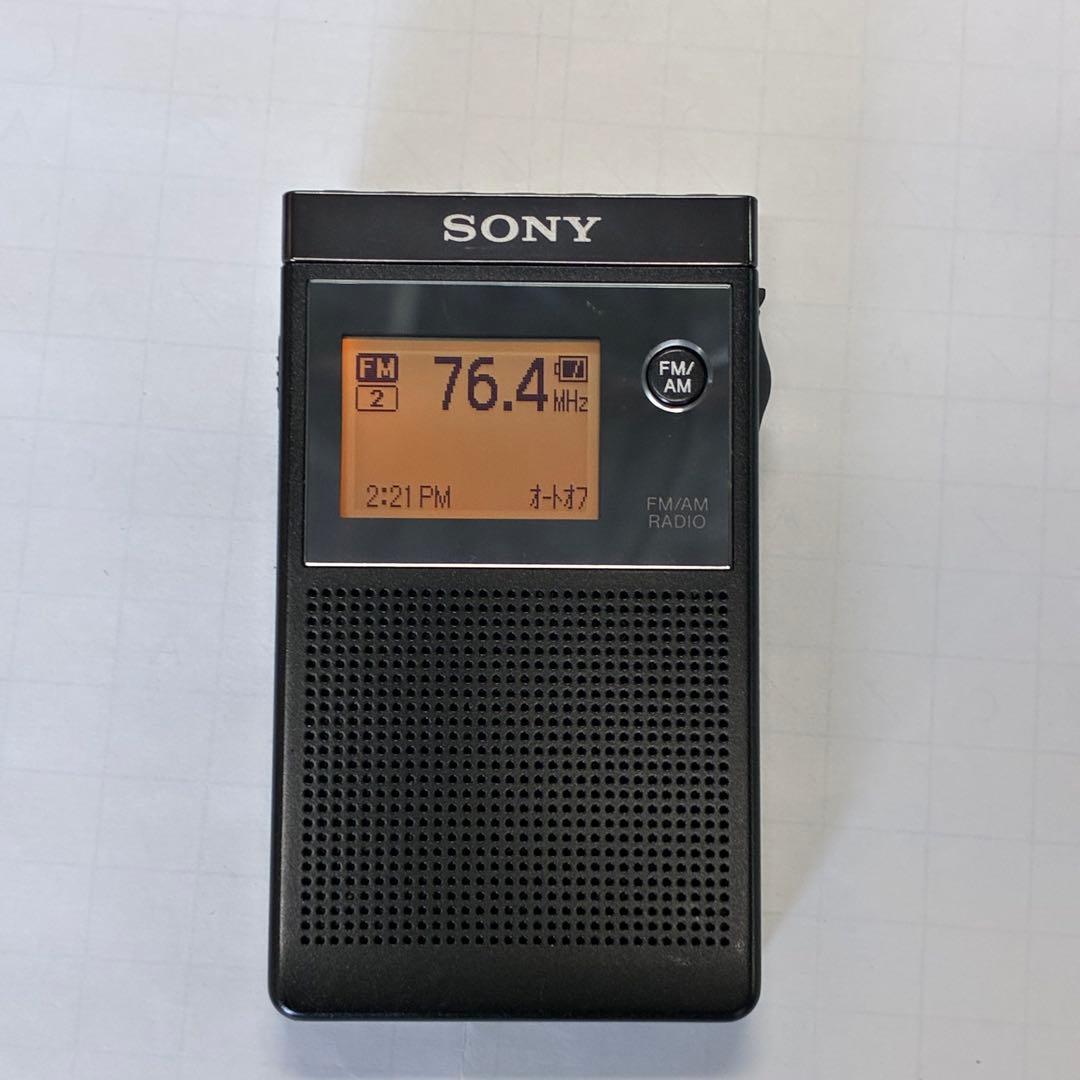 SONY
FM 76.4 MHz
2
2:21 PM オートオフ
FM/
AM
FM/AM
RADIO